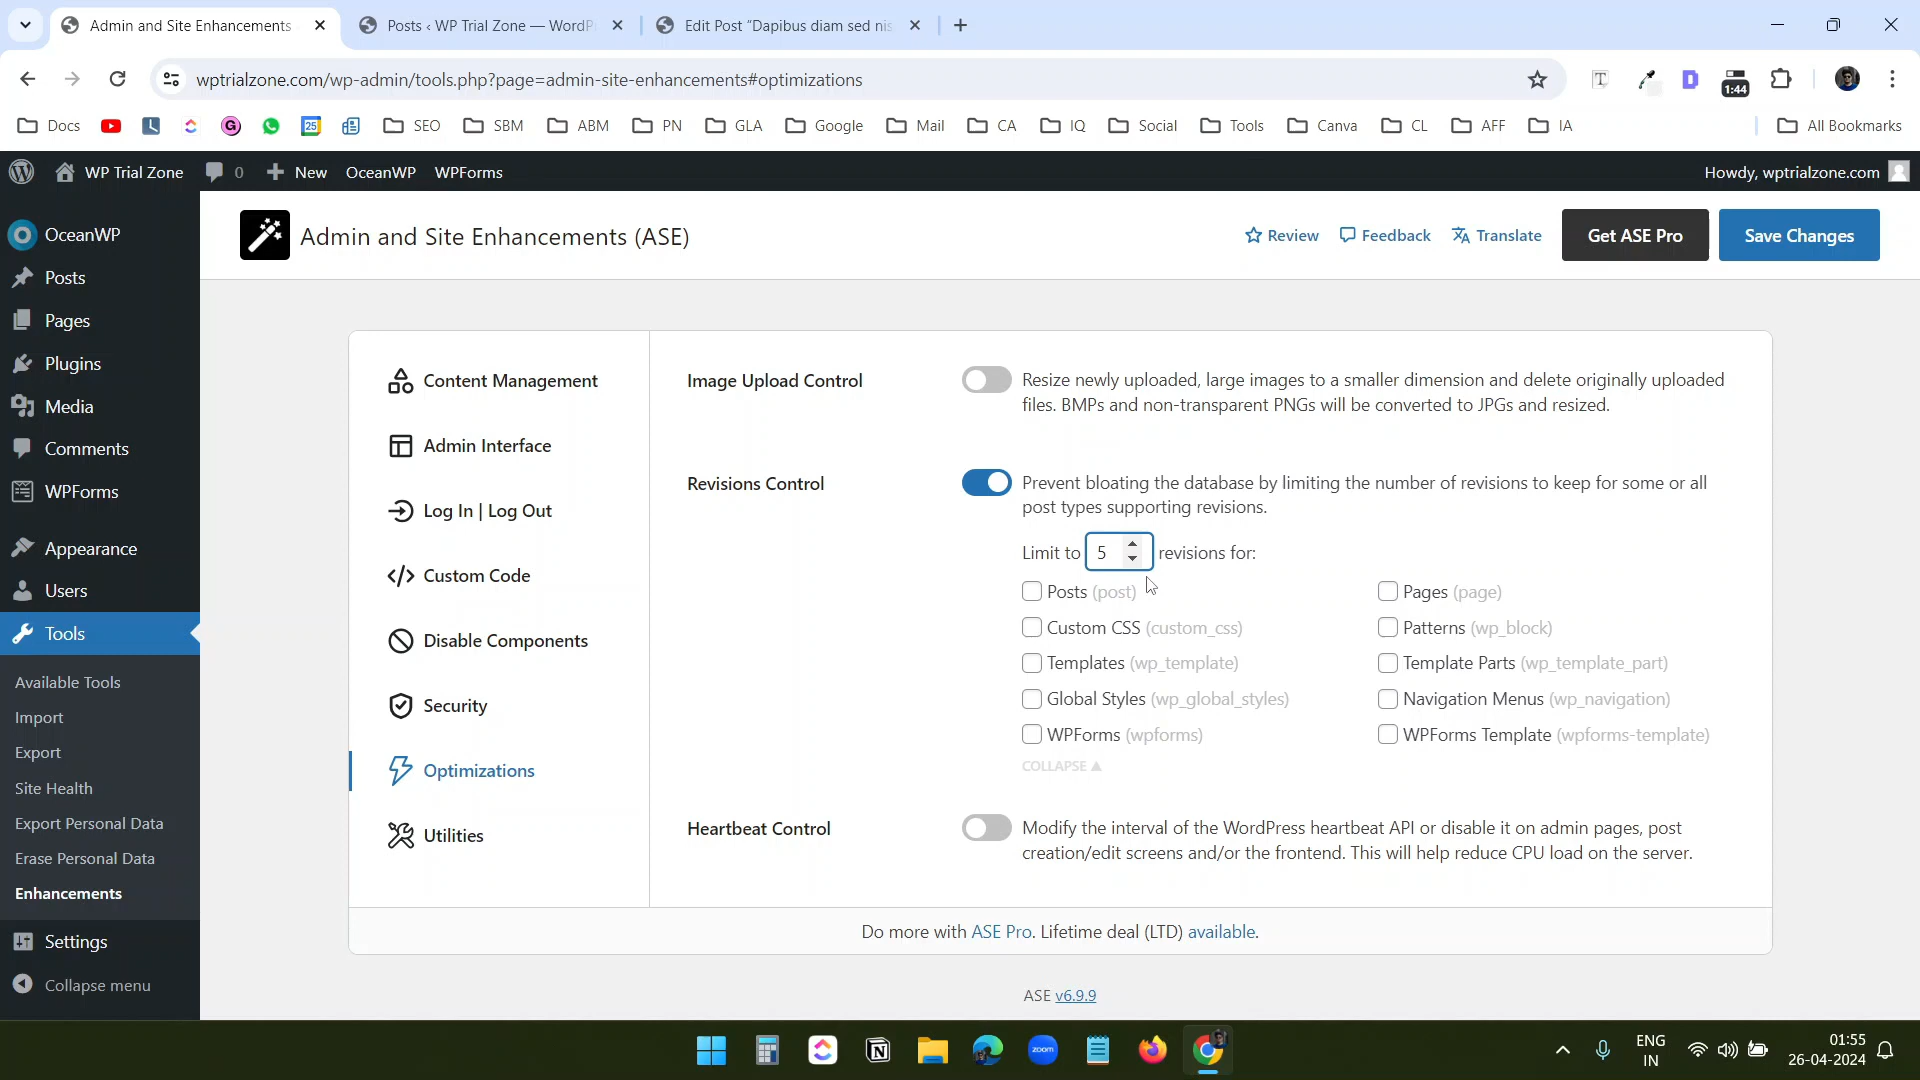 Admin and Site Enhancements
Posts ‹ WP Trial Zone — WordP
Edit Post "Dapibus diam sed nis
wptrialzone.com/wp-admin/tools.php?page=admin-site-enhancements#optimizations
1:44
Docs
G
25
SEO
SBM
ABM
PN
GLA
Google
Mail
CA
IQ
Social
Tools
Canva
CL
AFF
IA
All Bookmarks
WP Trial Zone
0
New
OceanWP
WPForms
Howdy, wptrialzone.com
OceanWP
Posts
Pages
Plugins
Media
Comments
WPForms
Appearance
Users
Tools
Available Tools
Import
Export
Site Health
Export Personal Data
Erase Personal Data
Enhancements
Settings
Collapse menu
Admin and Site Enhancements (ASE)
Review
Feedback
Translate
Get ASE Pro
Save Changes
Content Management
Admin Interface
Log In | Log Out
Custom Code
Disable Components
Security
Optimizations
Utilities
Image Upload Control
Resize newly uploaded, large images to a smaller dimension and delete originally uploaded
files. BMPs and non-transparent PNGs will be converted to JPGs and resized.
Revisions Control
Prevent bloating the database by limiting the number of revisions to keep for some or all
post types supporting revisions.
Limit to 5 revisions for:
Posts (post)
Pages (page)
Custom CSS (custom_css)
Patterns (wp_block)
Templates (wp_template)
Template Parts (wp_template_part)
Global Styles (wp_global_styles)
Navigation Menus (wp_navigation)
WPForms (wpforms)
WPForms Template (wpforms-template)
COLLAPSE ▲
Heartbeat Control
Modify the interval of the WordPress heartbeat API or disable it on admin pages, post
creation/edit screens and/or the frontend. This will help reduce CPU load on the server.
Do more with ASE Pro. Lifetime deal (LTD) available.
ASE v6.9.9
zoom
ENG
IN
01:55
26-04-2024